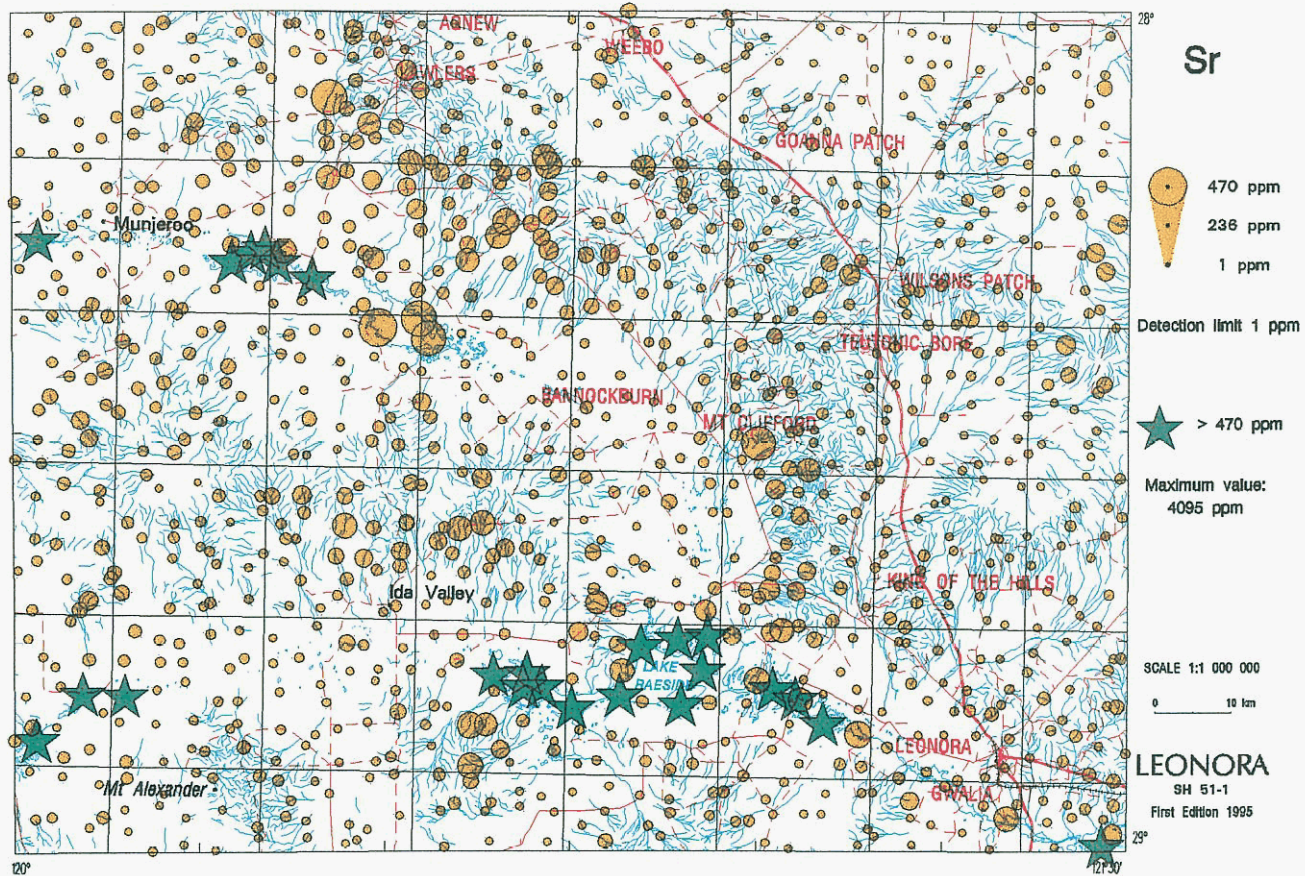 AGNEW
28°
WEEBO
Sr
LAWLERS
GOANNA PATCH
470 ppm
236 ppm
Munjeroo
1 ppm
WILSONS PATCH
Detection limit 1 ppm
TEUTONIC BORE
BANNOCKBURN
MT CLIFFORD
> 470 ppm
Maximum value:
4095 ppm
KING OF THE HILLS
Ida Valley
LAKE
RAESIDE
SCALE 1:1 000 000
0 10 km
LEONORA
LEONORA
SH 51-1
Mt Alexander
GWALIA
First Edition 1995
29°
120°
121°30'